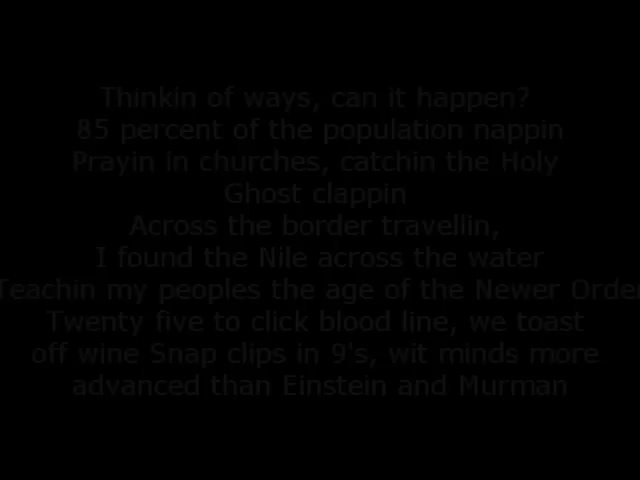 Thinkin of ways, can it happen?
85 percent of the population nappin
Prayin in churches, catchin the Holy
Ghost clappin
Across the border travellin,
I found the Nile across the water
Teachin my peoples the age of the Newer Order
Twenty five to click blood line, we toast
off wine Snap clips in 9's, wit minds more
advanced than Einstein and Murman